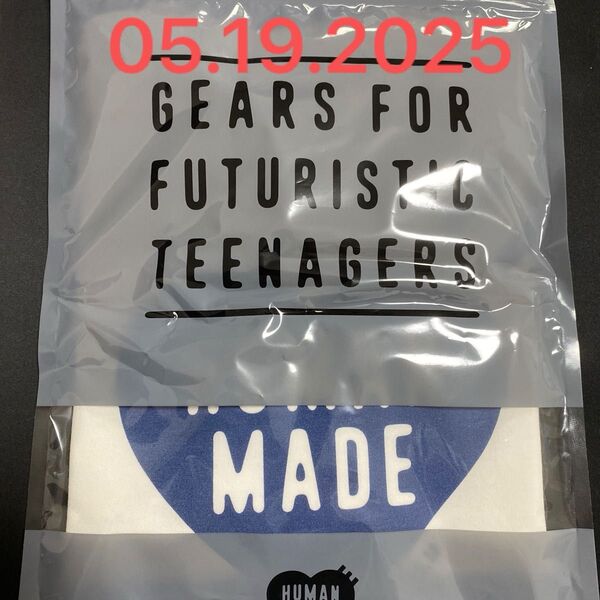 05.19.2025
GEARS FOR
FUTURISTIC
TEENAGERS
MADE
HUMAN